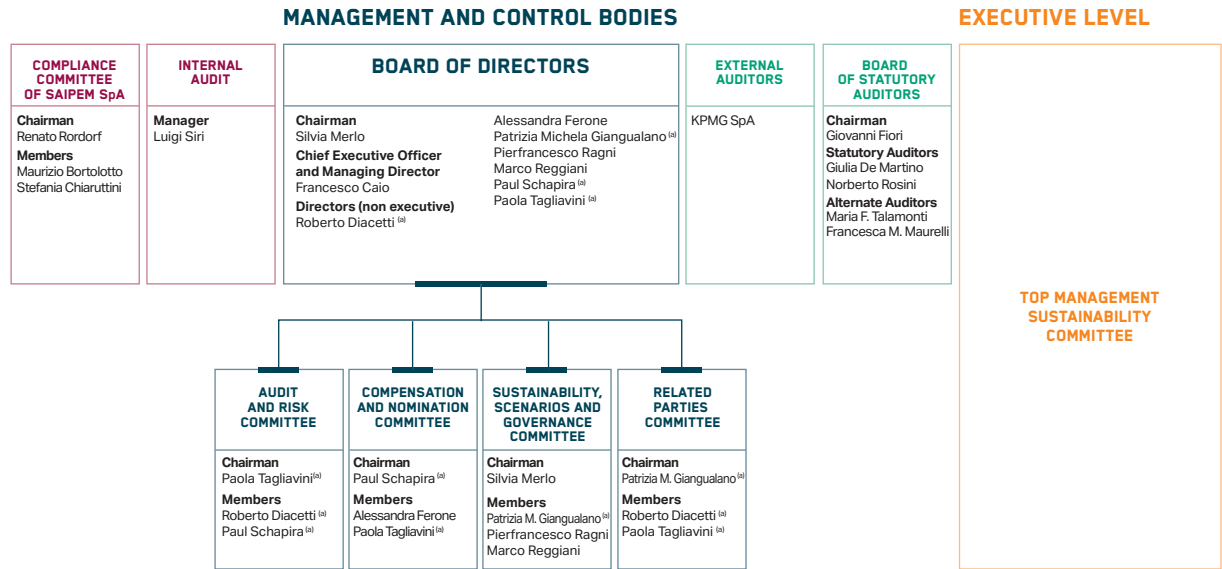 MANAGEMENT AND CONTROL BODIES
EXECUTIVE LEVEL
COMPLIANCE
COMMITTEE
OF SAIPEM SpA
Chairman
Renato Rordorf
Members
Maurizio Bortolotto
Stefania Chiaruttini
INTERNAL
AUDIT
Manager
Luigi Siri
BOARD OF DIRECTORS
Chairman
Silvia Merlo
Chief Executive Officer
and Managing Director
Francesco Caio
Directors (non executive)
Roberto Diacetti (a)
Alessandra Ferone
Patrizia Michela Giangualano (a)
Pierfrancesco Ragni
Marco Reggiani
Paul Schapira (a)
Paola Tagliavini (a)
EXTERNAL
AUDITORS
KPMG SpA
BOARD
OF STATUTORY
AUDITORS
Chairman
Giovanni Fiori
Statutory Auditors
Giulia De Martino
Norberto Rosini
Alternate Auditors
Maria F. Talamonti
Francesca M. Maurelli
TOP MANAGEMENT
SUSTAINABILITY
COMMITTEE
AUDIT
AND RISK
COMMITTEE
Chairman
Paola Tagliavini(a)
Members
Roberto Diacetti (a)
Paul Schapira (a)
COMPENSATION
AND NOMINATION
COMMITTEE
Chairman
Paul Schapira (a)
Members
Alessandra Ferone
Paola Tagliavini (a)
SUSTAINABILITY,
SCENARIOS AND
GOVERNANCE
COMMITTEE
Chairman
Silvia Merlo
Members
Patrizia M. Giangualano (a)
Pierfrancesco Ragni
Marco Reggiani
RELATED
PARTIES
COMMITTEE
Chairman
Patrizia M. Giangualano (a)
Members
Roberto Diacetti (a)
Paola Tagliavini (a)